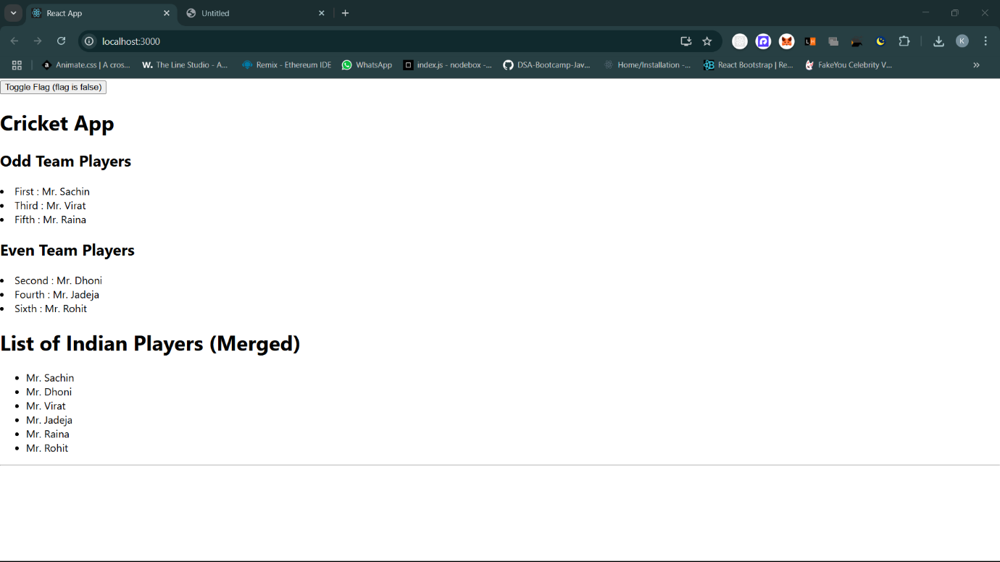 React App
Untitled
localhost:3000
K
Animate.css | A cros...
W. The Line Studio - A...
Remix - Ethereum IDE
WhatsApp
index.js - nodebox -...
DSA-Bootcamp-Jav...
Home/Installation -...
React Bootstrap | Re...
FakeYou Celebrity V...
Toggle Flag (flag is false)
Cricket App
Odd Team Players
First : Mr. Sachin
Third : Mr. Virat
Fifth : Mr. Raina
Even Team Players
Second : Mr. Dhoni
Fourth : Mr. Jadeja
Sixth : Mr. Rohit
List of Indian Players (Merged)
Mr. Sachin
Mr. Dhoni
Mr. Virat
Mr. Jadeja
Mr. Raina
Mr. Rohit